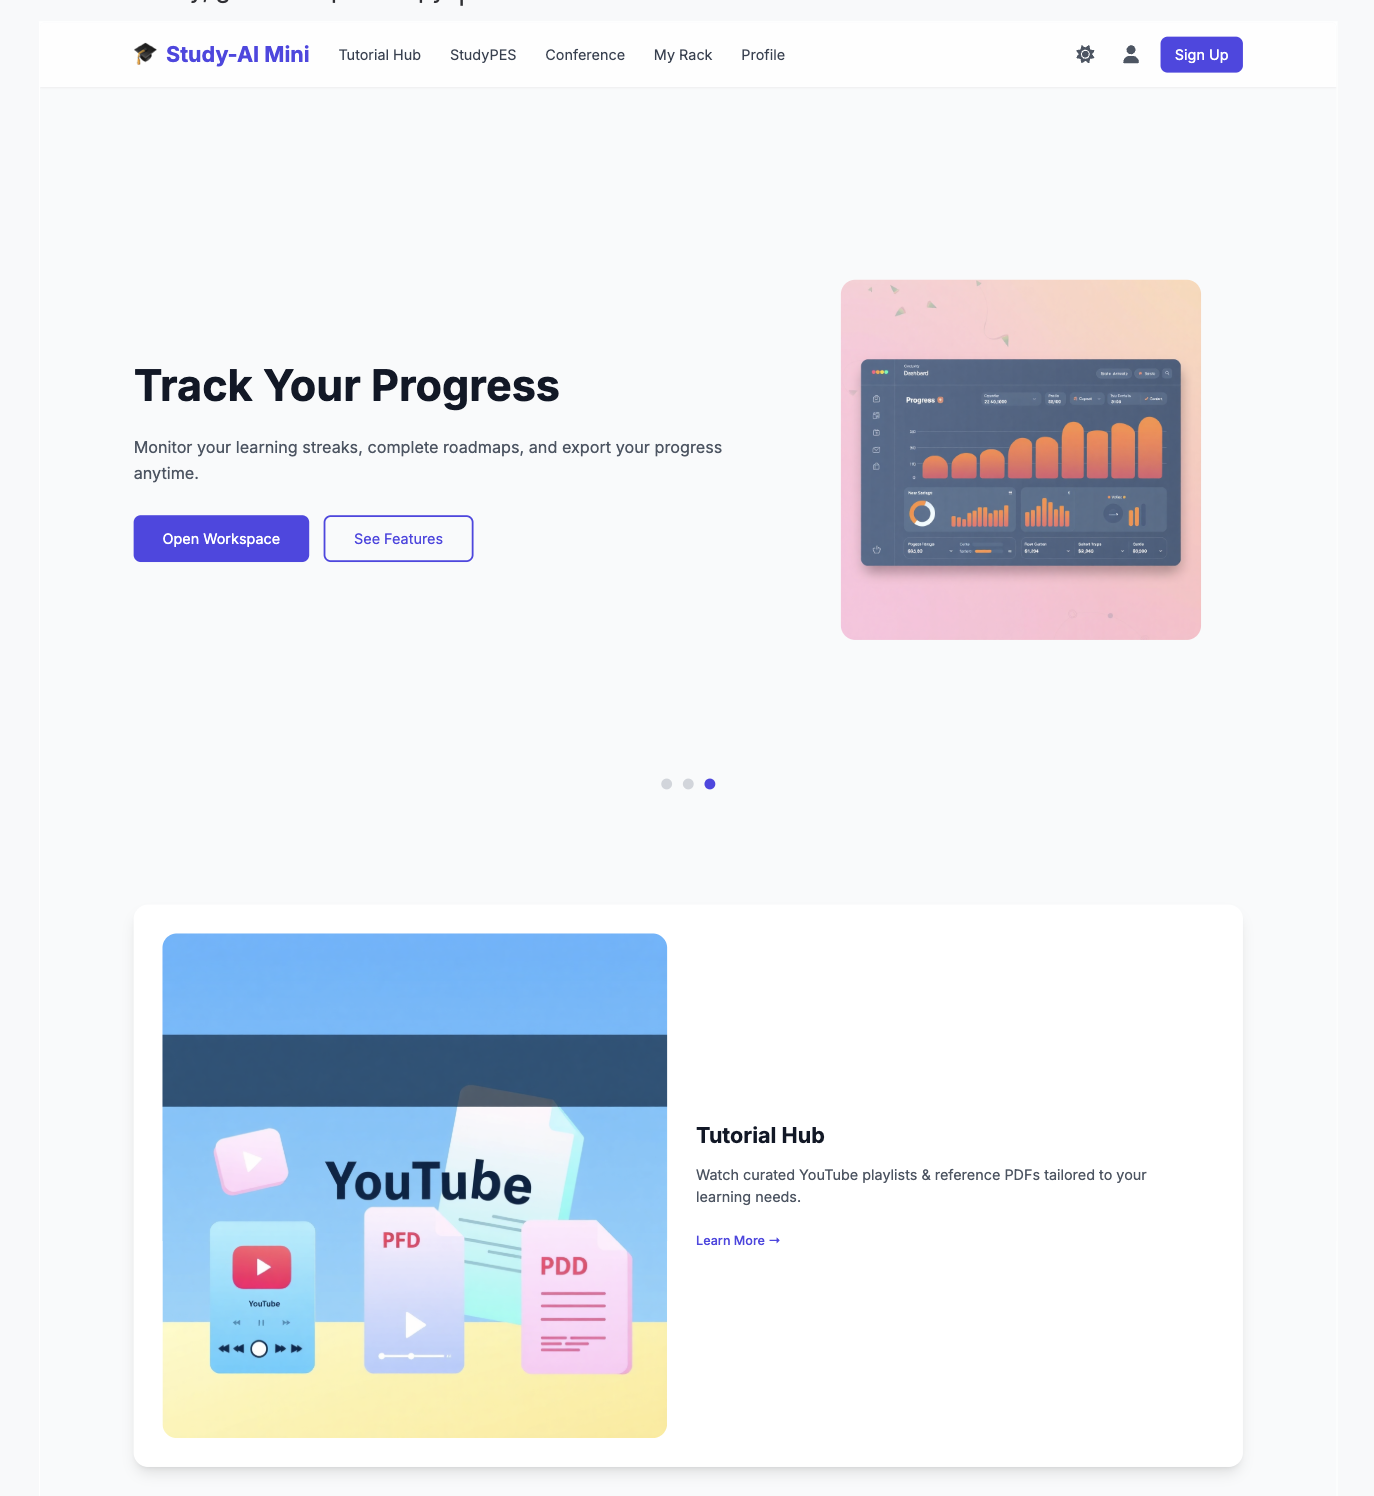 Study-AI Mini
Tutorial Hub
StudyPES
Conference
My Rack
Profile
Sign Up
Track Your Progress
Monitor your learning streaks, complete roadmaps, and export your progress
anytime.
Open Workspace
See Features
Dashberd
Progress
YouTube
PFD
PDD
YouTube
Tutorial Hub
Watch curated YouTube playlists & reference PDFs tailored to your
learning needs.
Learn More →